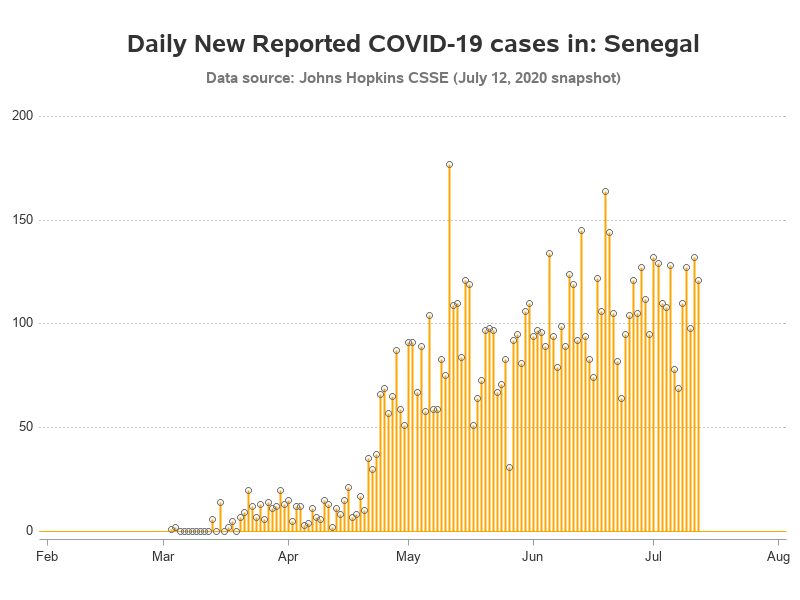 Daily New Reported COVID-19 cases in: Senegal
Data source: Johns Hopkins CSSE (July 12, 2020 snapshot)
200
150
100
50
0
Feb Mar Apr May Jun Jul Aug